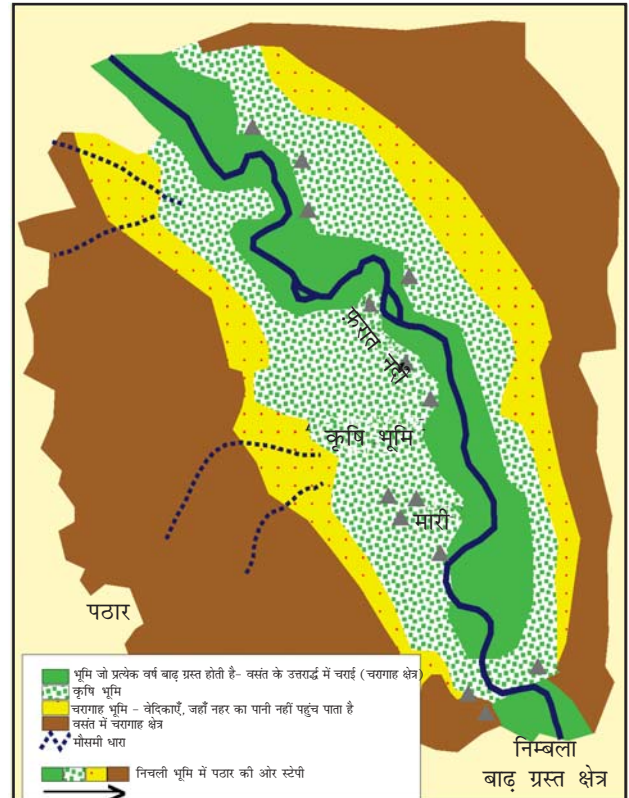 फ़रात नदी
कृषि भूमि
मारी
पठार
भूमि जो प्रत्येक वर्ष बाढ़ ग्रस्त होती है- वसंत के उत्तरार्द्ध में चराई (चरागाह क्षेत्र)
कृषि भूमि
चरागाह भूमि - वेदिकाएँ, जहाँ नहर का पानी नहीं पहुंच पाता है
वसंत में चरागाह क्षेत्र
मौसमी धारा
निचली भूमि में पठार की ओर स्टेपी
निम्बला
बाढ़ ग्रस्त क्षेत्र